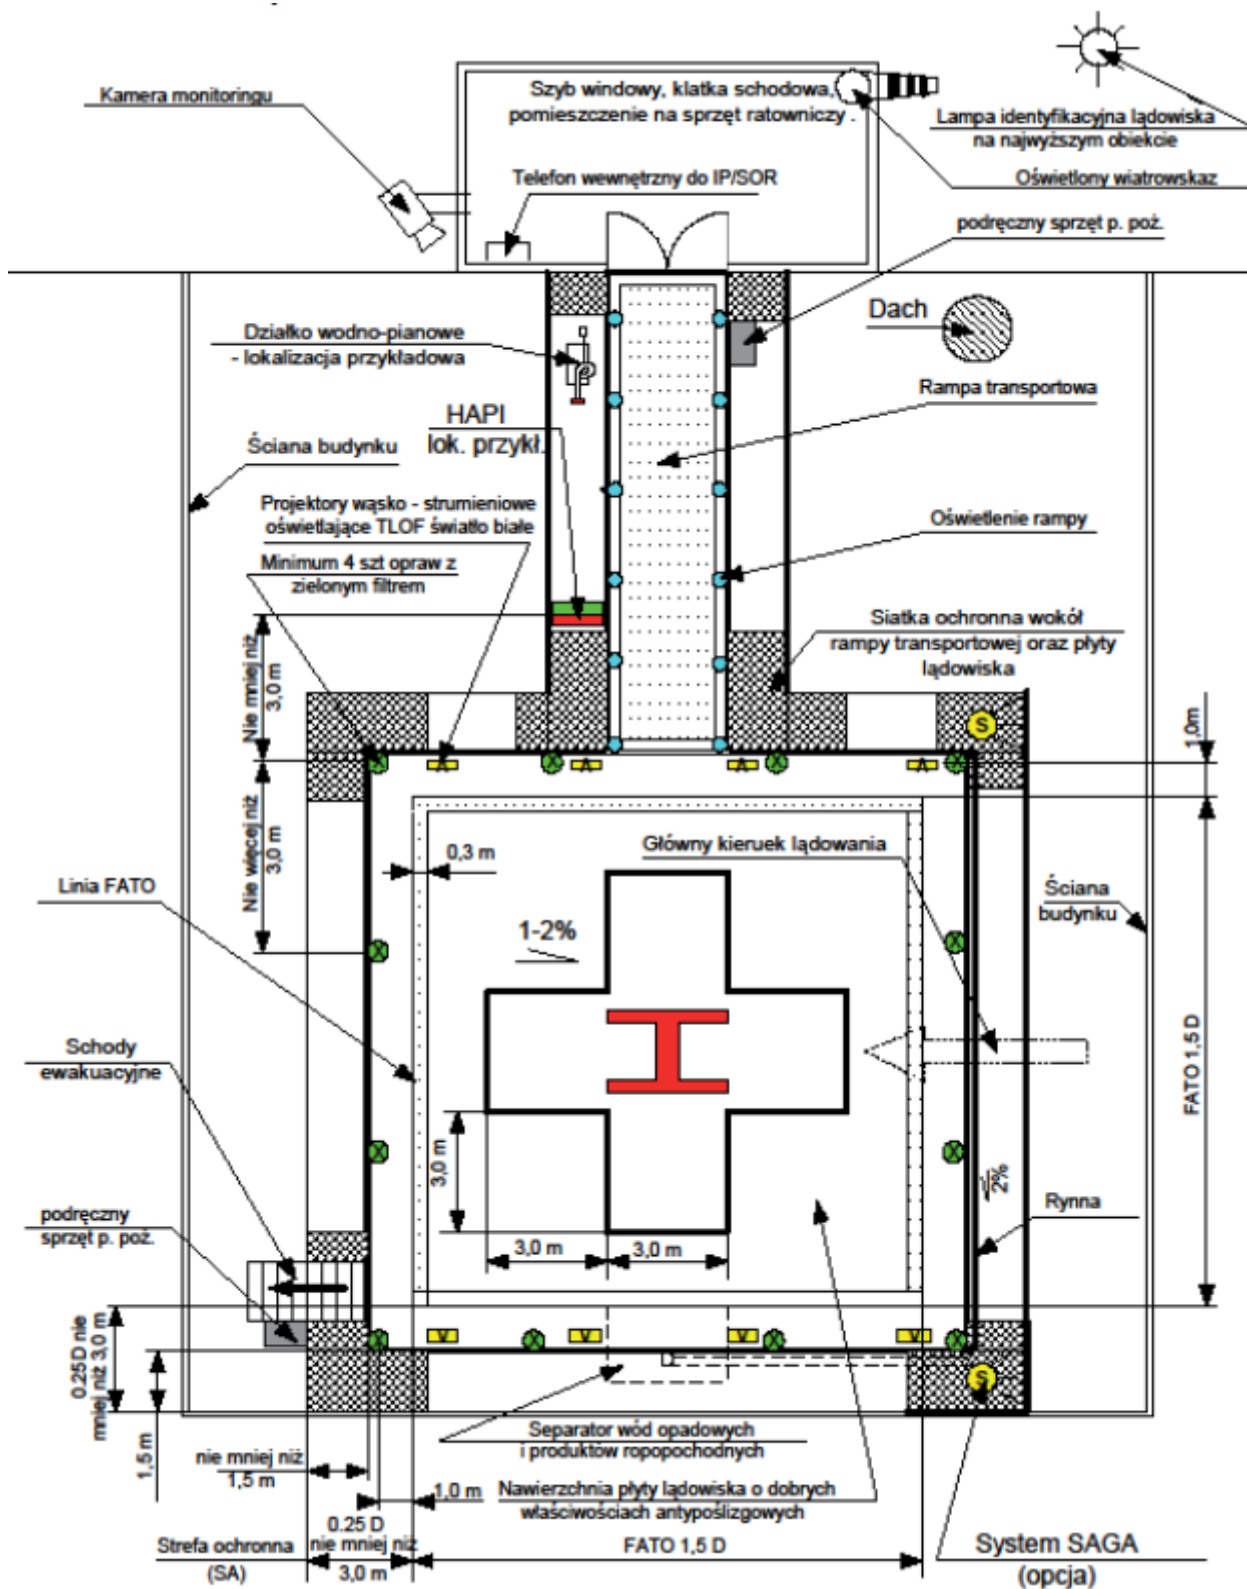 Kamera monitoringu
Szyb windowy, klatka schodowa,
pomieszczenie na sprzęt ratowniczy .
Lampa identyfikacyjna lądowiska
na najwyższym obiekcie
Telefon wewnętrzny do IP/SOR
Oświetlony wiatrowskaz
podręczny sprzęt p. poż.
Dach
Działko wodno-pianowe
- lokalizacja przykładowa
Rampa transportowa
HAPI
lok. przykł.
Ściana budynku
Projektory wąsko - strumieniowe
oświetlające TLOF światło białe
Oświetlenie rampy
Minimum 4 szt opraw z
zielonym filtrem
Siatka ochronna wokół
rampy transportowej oraz płyty
lądowiska
Nie mniej niż
3,0 m
S
1,0m
Nie więcej niż
3,0 m
0,3 m
Główny kieruek lądowania
Linia FATO
Ściana
budynku
1-2%
H
Schody
ewakuacyjne
FATO 1,5 D
3,0 m
2%
Rynna
podręczny
sprzęt p. poż.
3,0 m
3,0 m
0.25 D nie
mniej niż 3,0 m
S
1,5 m
Separator wód opadowych
i produktów ropopochodnych
nie mniej niż
1,5 m
1,0 m
Nawierzchnia płyty lądowiska o dobrych
właściwościach antypoślizgowych
Strefa ochronna
(SA)
0.25 D
nie mniej niż
3,0 m
FATO 1,5 D
System SAGA
(opcja)